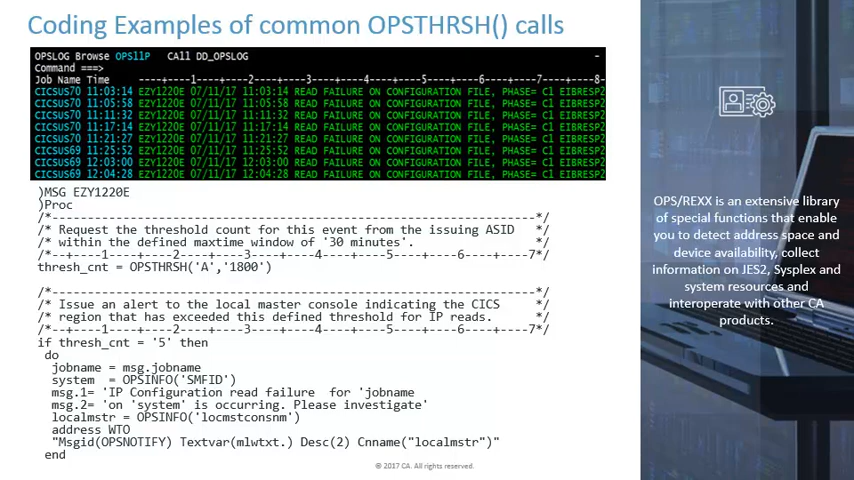 Coding Examples of common OPSTHRSH() calls
OPSLOG Browse OPS11P Call DD_OPSLOG -
Command ===>
Job Name Time ----+----1----+----2----+----3----+----4----+----5----+----6----+----7----+----8-
CICSUS70 11:03:14 EZY1220E 07/11/17 11:03:14 READ FAILURE ON CONFIGURATION FILE, PHASE= C1 EIBRESP2
CICSUS70 11:05:58 EZY1220E 07/11/17 11:05:58 READ FAILURE ON CONFIGURATION FILE, PHASE= C1 EIBRESP2
CICSUS70 11:11:32 EZY1220E 07/11/17 11:11:32 READ FAILURE ON CONFIGURATION FILE, PHASE= C1 EIBRESP2
CICSUS70 11:17:14 EZY1220E 07/11/17 11:17:14 READ FAILURE ON CONFIGURATION FILE, PHASE= C1 EIBRESP2
CICSUS70 11:21:27 EZY1220E 07/11/17 11:21:27 READ FAILURE ON CONFIGURATION FILE, PHASE= C1 EIBRESP2
CICSUS69 11:25:52 EZY1220E 07/11/17 11:25:52 READ FAILURE ON CONFIGURATION FILE, PHASE= C1 EIBRESP2
CICSUS69 12:03:00 EZY1220E 07/11/17 12:03:00 READ FAILURE ON CONFIGURATION FILE, PHASE= C1 EIBRESP2
CICSUS69 12:04:28 EZY1220E 07/11/17 12:04:28 READ FAILURE ON CONFIGURATION FILE, PHASE= C1 EIBRESP2
)MSG EZY1220E
)Proc
/*-----------------------------------------------------------------------*/
/* Request the threshold count for this event from the issuing ASID */
/* within the defined maxtime window of '30 minutes'. */
/*--+----1----+----2----+----3----+----4----+----5----+----6----+----7*/
thresh_cnt = OPSTHRSH('A','1800')
/*-----------------------------------------------------------------------*/
/* Issue an alert to the local master console indicating the CICS */
/* region that has exceeded this defined threshold for IP reads. */
/*--+----1----+----2----+----3----+----4----+----5----+----6----+----7*/
if thresh_cnt = '5' then
do
jobname = msg.jobname
system = OPSINFO('SMFID')
msg.1= 'IP Configuration read failure for 'jobname
msg.2= 'on 'system' is occurring. Please investigate'
localmstr = OPSINFO('locmstconsnm')
address WTO
"Msgid(OPSNOTIFY) Textvar(mlwtxt.) Desc(2) Cnname("localmstr")"
end
© 2017 CA. All rights reserved.
OPS/REXX is an extensive library
of special functions that enable
you to detect address space and
device availability, collect
information on JES2, Sysplex and
system resources and
interoperate with other CA
products.